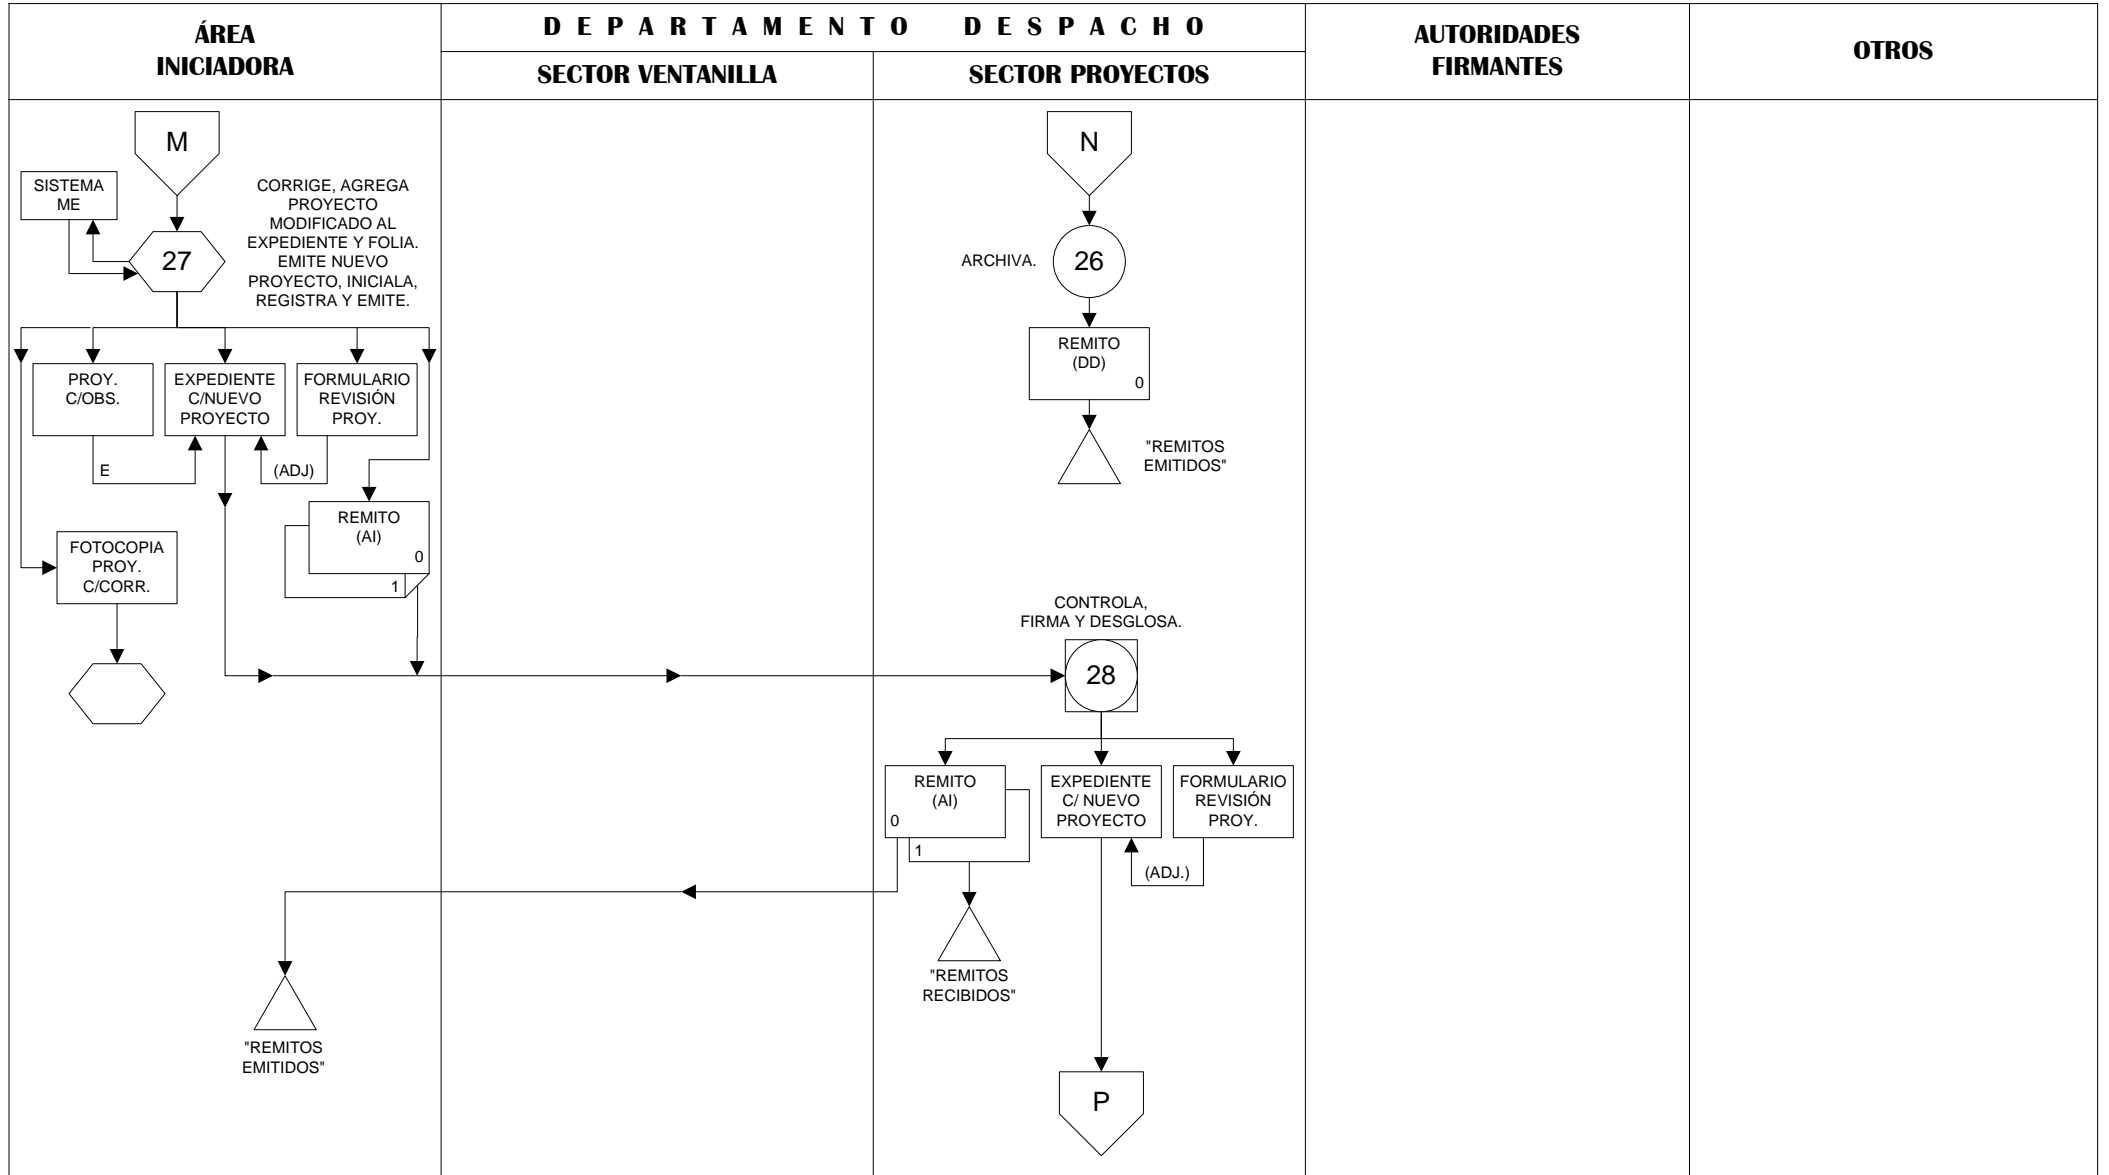 ÁREA
INICIADORA
DEPARTAMENTO DESPACHO
SECTOR VENTANILLA
SECTOR PROYECTOS
AUTORIDADES
FIRMANTES
OTROS
M
SISTEMA
ME
27
CORRIGE, AGREGA
PROYECTO
MODIFICADO AL
EXPEDIENTE Y FOLIA.
EMITE NUEVO
PROYECTO, INICIALA,
REGISTRA Y EMITE.
PROY.
C/OBS.
EXPEDIENTE
C/NUEVO
PROYECTO
FORMULARIO
REVISIÓN
PROY.
E
(ADJ)
REMITO
(AI)
0
1
FOTOCOPIA
PROY.
C/CORR.
N
ARCHIVA.
26
REMITO
(DD)
0
"REMITOS
EMITIDOS"
CONTROLA,
FIRMA Y DESGLOSA.
28
REMITO
(AI)
0
1
EXPEDIENTE
C/ NUEVO
PROYECTO
FORMULARIO
REVISIÓN
PROY.
(ADJ.)
"REMITOS
RECIBIDOS"
"REMITOS
EMITIDOS"
P